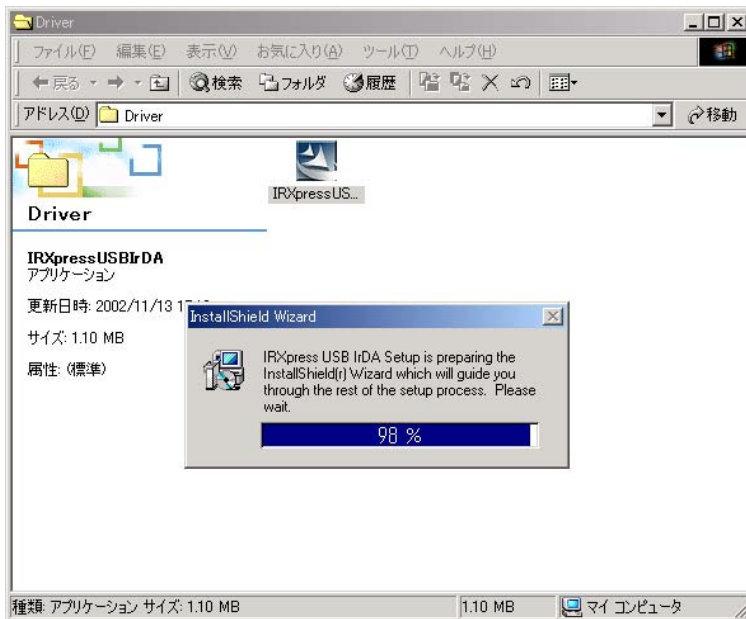 Driver
ファイル(F) 編集(E) 表示(V) お気に入り(A) ツール(T) ヘルプ(H)
戻る 検索 フォルダ 履歴
アドレス(D) Driver 移動
IRXpressUS...
Driver
IRXpressUSBIrDA
アプリケーション
更新日時: 2002/11/13
サイズ: 1.10 MB
属性: (標準)
InstallShield Wizard
IRXpress USB IrDA Setup is preparing the
InstallShield(r) Wizard which will guide you
through the rest of the setup process. Please
wait.
98 %
種類: アプリケーション サイズ: 1.10 MB 1.10 MB マイ コンピュータ